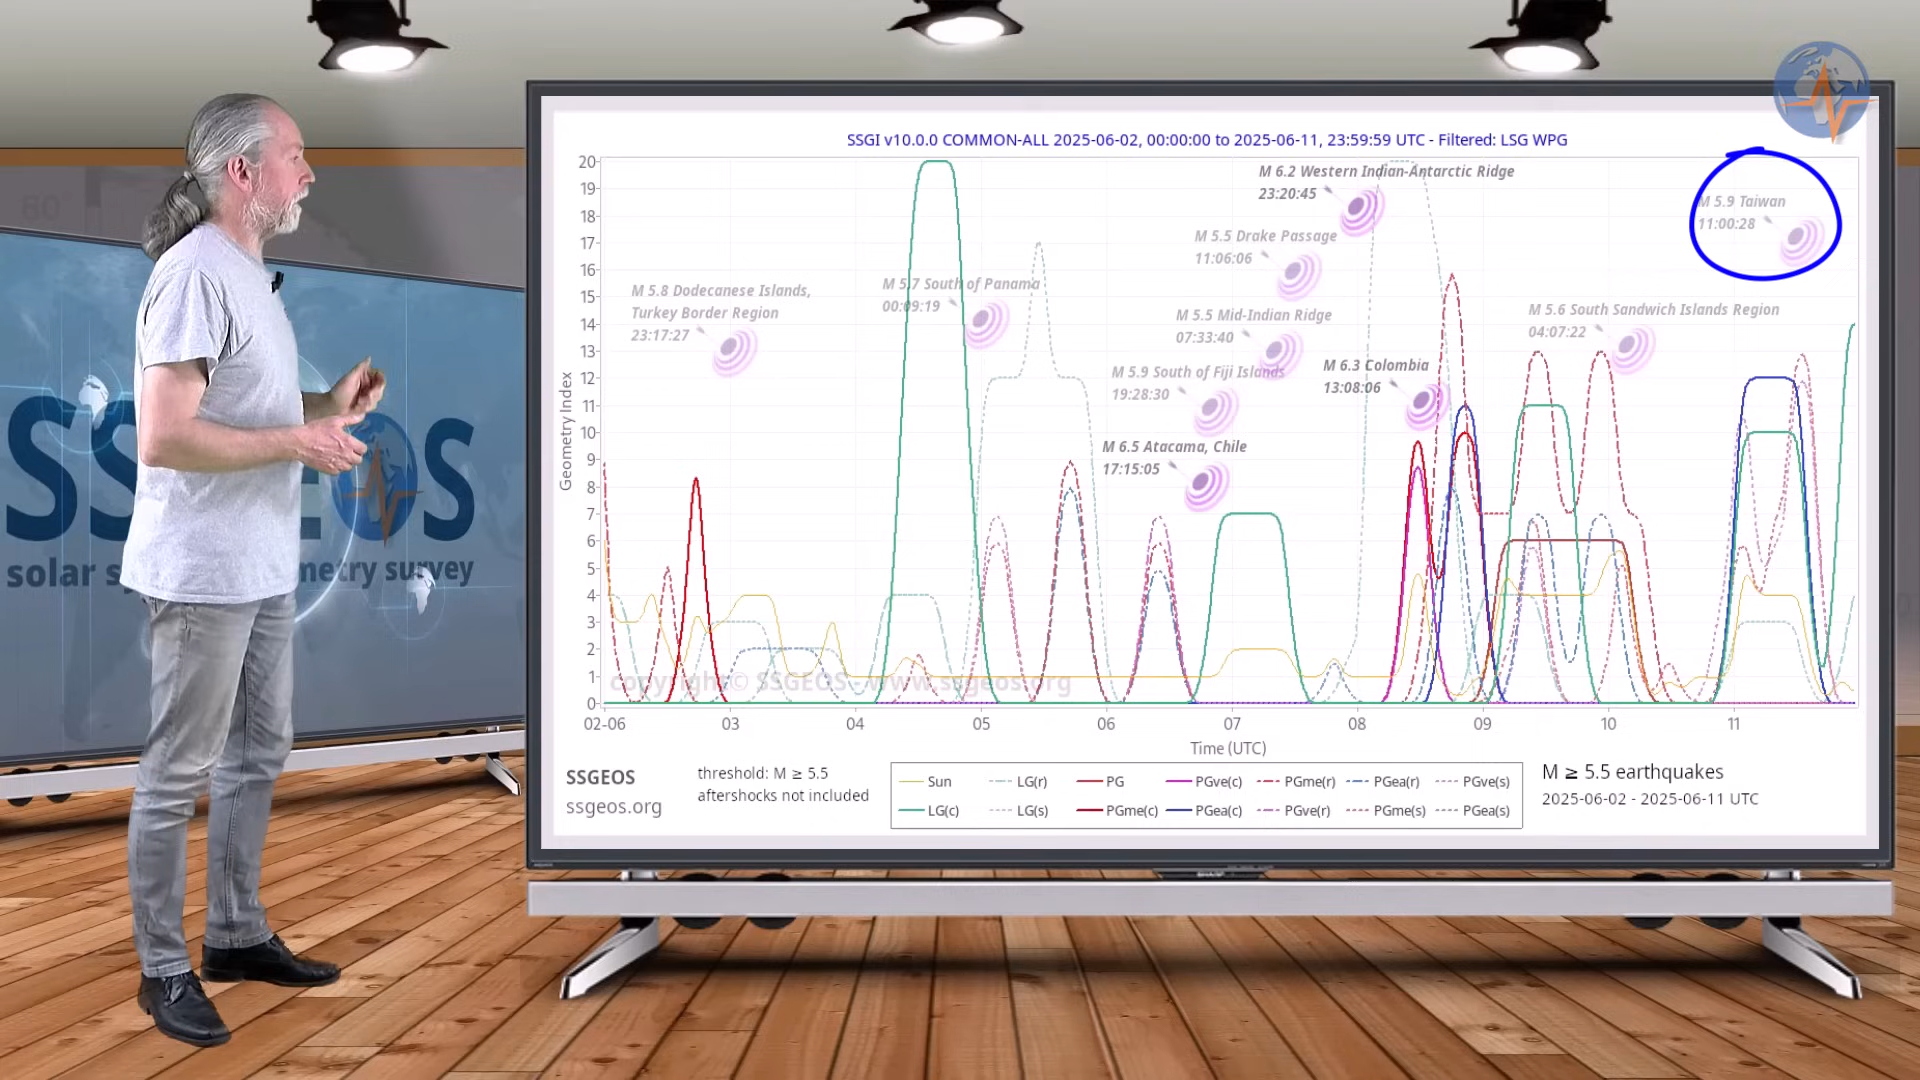 SSGI v10.0.0 COMMON-ALL 2025-06-02, 00:00:00 to 2025-06-11, 23:59:59 UTC - Filtered: LSG WPG
Geometry Index
20
19
18
17
16
15
14
13
12
11
10
9
8
7
6
5
4
3
2
1
0
M 5.8 Dodecanese Islands,
Turkey Border Region
23:17:27
M 5.7 South of Panama
00:09:19
M 6.2 Western Indian-Antarctic Ridge
23:20:45
M 5.5 Drake Passage
11:06:06
M 5.5 Mid-Indian Ridge
07:33:40
M 5.9 South of Fiji Islands
19:28:30
M 6.5 Atacama, Chile
17:15:05
M 6.3 Colombia
13:08:06
M 5.6 South Sandwich Islands Region
04:07:22
M 5.9 Taiwan
11:00:28
copyright© SSGEOS - www.ssgeos.org
02-06 03 04 05 06 07 08 09 10 11
Time (UTC)
SSGEOS
ssgeos.org
threshold: M ≥ 5.5
aftershocks not included
Sun LG(r) PG PGve(c) PGme(r) PGea(r) PGve(s)
LG(c) LG(s) PGme(c) PGea(c) PGve(r) PGme(s) PGea(s)
M ≥ 5.5 earthquakes
2025-06-02 - 2025-06-11 UTC
solar s
metry survey